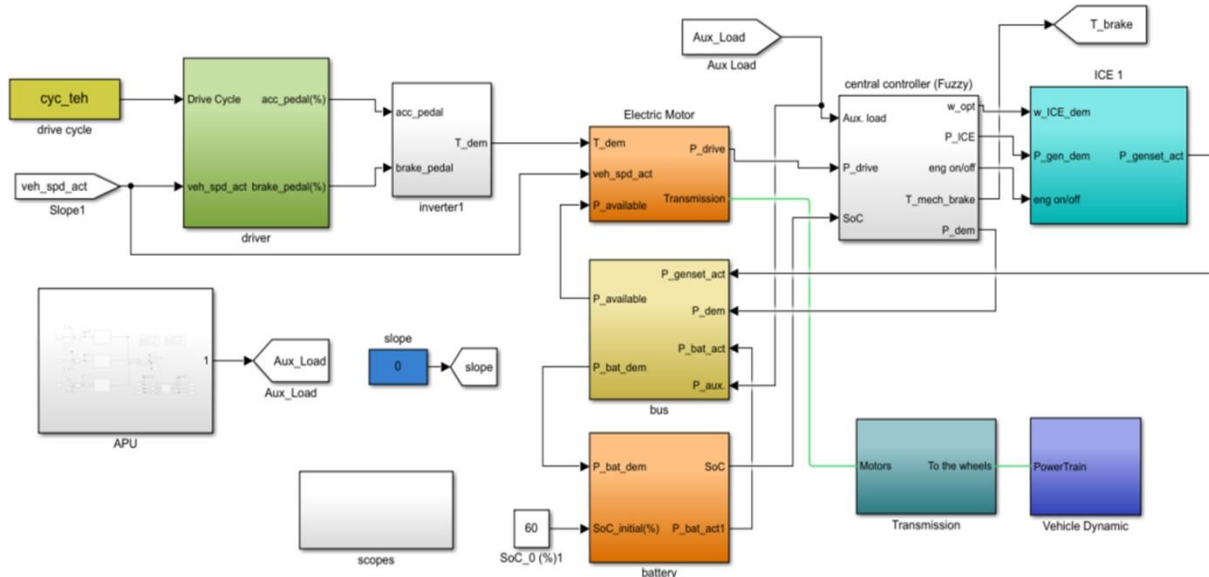 cyc_teh
drive cycle
veh_spd_act
Slope1
Drive Cycle
acc_pedal(%)
veh_spd_act
brake_pedal(%)
driver
acc_pedal
T_dem
brake_pedal
inverter1
Electric Motor
T_dem
P_drive
veh_spd_act
Transmission
P_available
Aux_Load
Aux Load
central controller (Fuzzy)
Aux. load
w_opt
P_ICE
P_drive
eng on/off
T_mech_brake
SoC
P_dem
T_brake
ICE 1
w_ICE_dem
P_gen_dem
P_genset_act
eng on/off
1
APU
Aux_Load
Aux_Load
slope
0
slope
P_genset_act
P_available
P_dem
P_bat_act
P_bat_dem
P_aux.
bus
scopes
60
SoC_0 (%)1
P_bat_dem
SoC
SoC_initial(%)
P_bat_act1
battery
Motors
To the wheels
Transmission
PowerTrain
Vehicle Dynamic